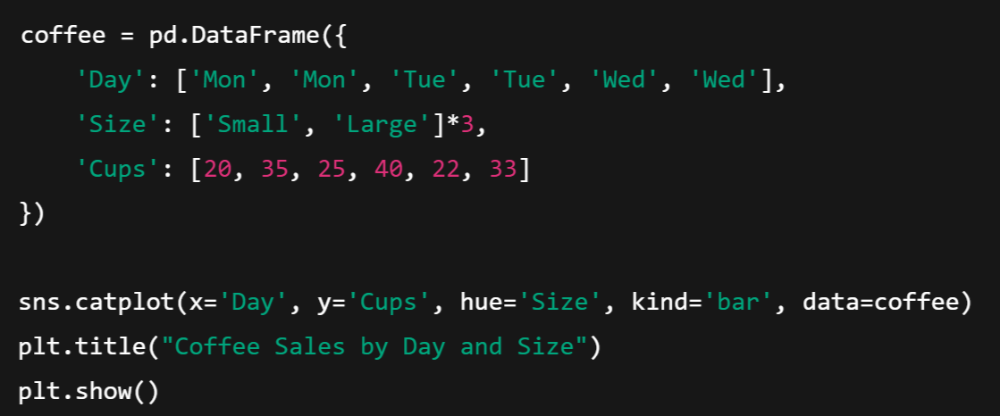 coffee = pd.DataFrame({
    'Day': ['Mon', 'Mon', 'Tue', 'Tue', 'Wed', 'Wed'],
    'Size': ['Small', 'Large']*3,
    'Cups': [20, 35, 25, 40, 22, 33]
})
sns.catplot(x='Day', y='Cups', hue='Size', kind='bar', data=coffee)
plt.title("Coffee Sales by Day and Size")
plt.show()